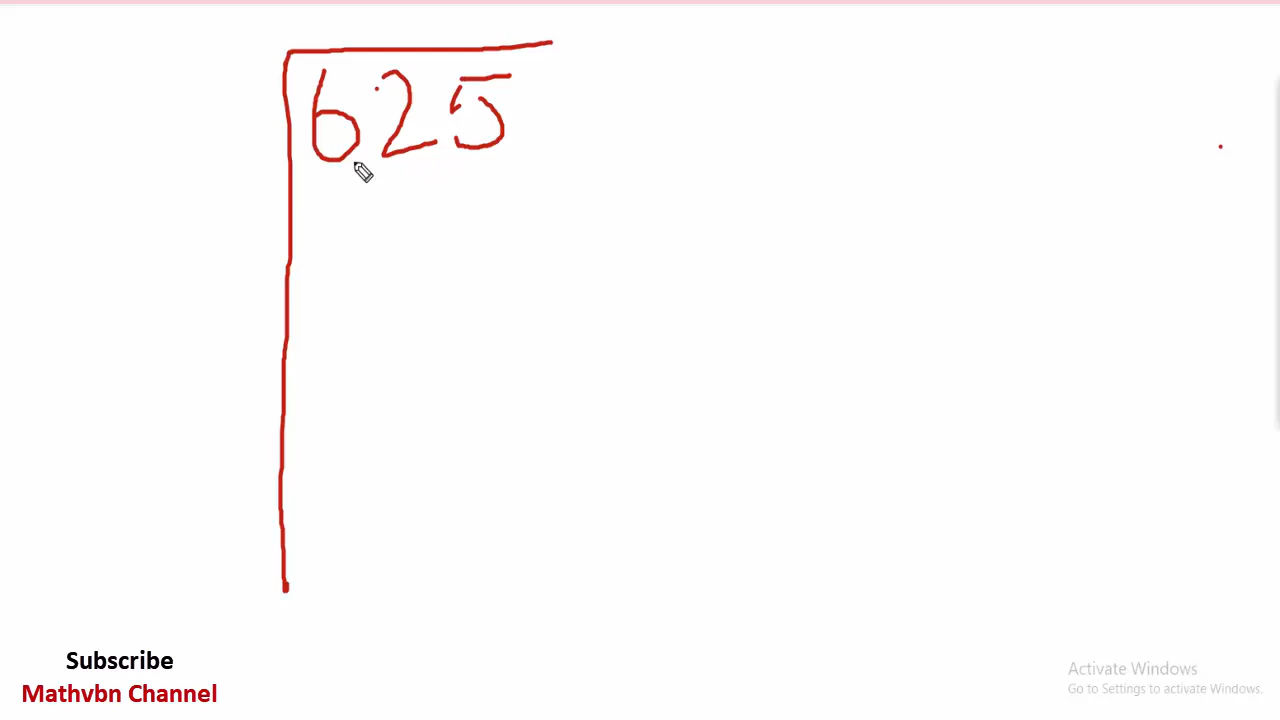 625
Subscribe
Mathvbn Channel
Activate Windows
Go to Settings to activate Windows.